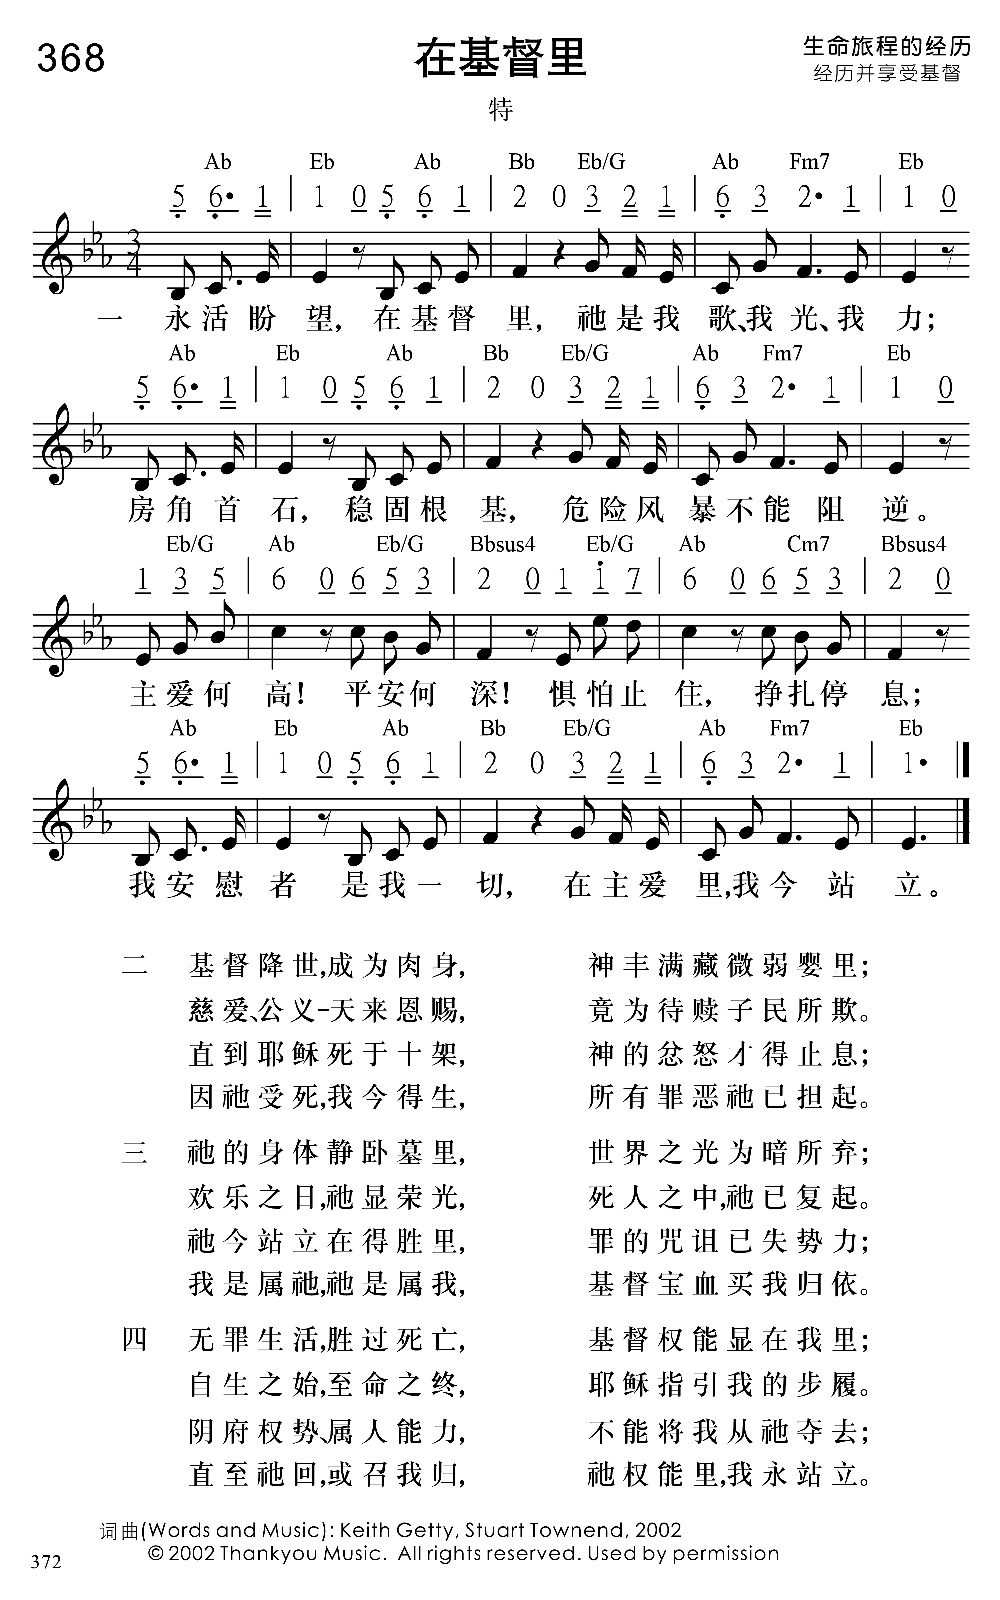 368
在基督里
生命旅程的经历
经历并享受基督
特
Ab Eb Ab Bb Eb/G Ab Fm7 Eb
5 6· 1 | 1 0 5 6 1 | 2 0 3 2 1 | 6 3 2· 1 | 1 0
3
4
一 永活盼望，在基督里，祂是我歌、我光、我力；
Ab Eb Ab Bb Eb/G Ab Fm7 Eb
5 6· 1 | 1 0 5 6 1 | 2 0 3 2 1 | 6 3 2· 1 | 1 0
房角首石，稳固根基，危险风暴不能阻逆。
Eb/G Ab Eb/G Bbsus4 Eb/G Ab Cm7 Bbsus4
1 3 5 | 6 0 6 5 3 | 2 0 1 1 7 | 6 0 6 5 3 | 2 0
主爱何高！平安何深！惧怕止住，挣扎停息；
Ab Eb Ab Bb Eb/G Ab Fm7 Eb
5 6· 1 | 1 0 5 6 1 | 2 0 3 2 1 | 6 3 2· 1 | 1·
我安慰者是我一切，在主爱里，我今站立。
二 基督降世，成为肉身， 神丰满藏微弱婴里；
慈爱、公义－天来恩赐， 竟为待赎子民所欺。
直到耶稣死于十架， 神的忿怒才得止息；
因祂受死，我今得生， 所有罪恶祂已担起。
三 祂的身体静卧墓里， 世界之光为暗所弃；
欢乐之日，祂显荣光， 死人之中，祂已复起。
祂今站立在得胜里， 罪的咒诅已失势力；
我是属祂，祂是属我， 基督宝血买我归依。
四 无罪生活，胜过死亡， 基督权能显在我里；
自生之始，至命之终， 耶稣指引我的步履。
阴府权势、属人能力， 不能将我从祂夺去；
直至祂回，或召我归， 祂权能里，我永站立。
词曲(Words and Music): Keith Getty, Stuart Townend, 2002
© 2002 Thankyou Music. All rights reserved. Used by permission
372